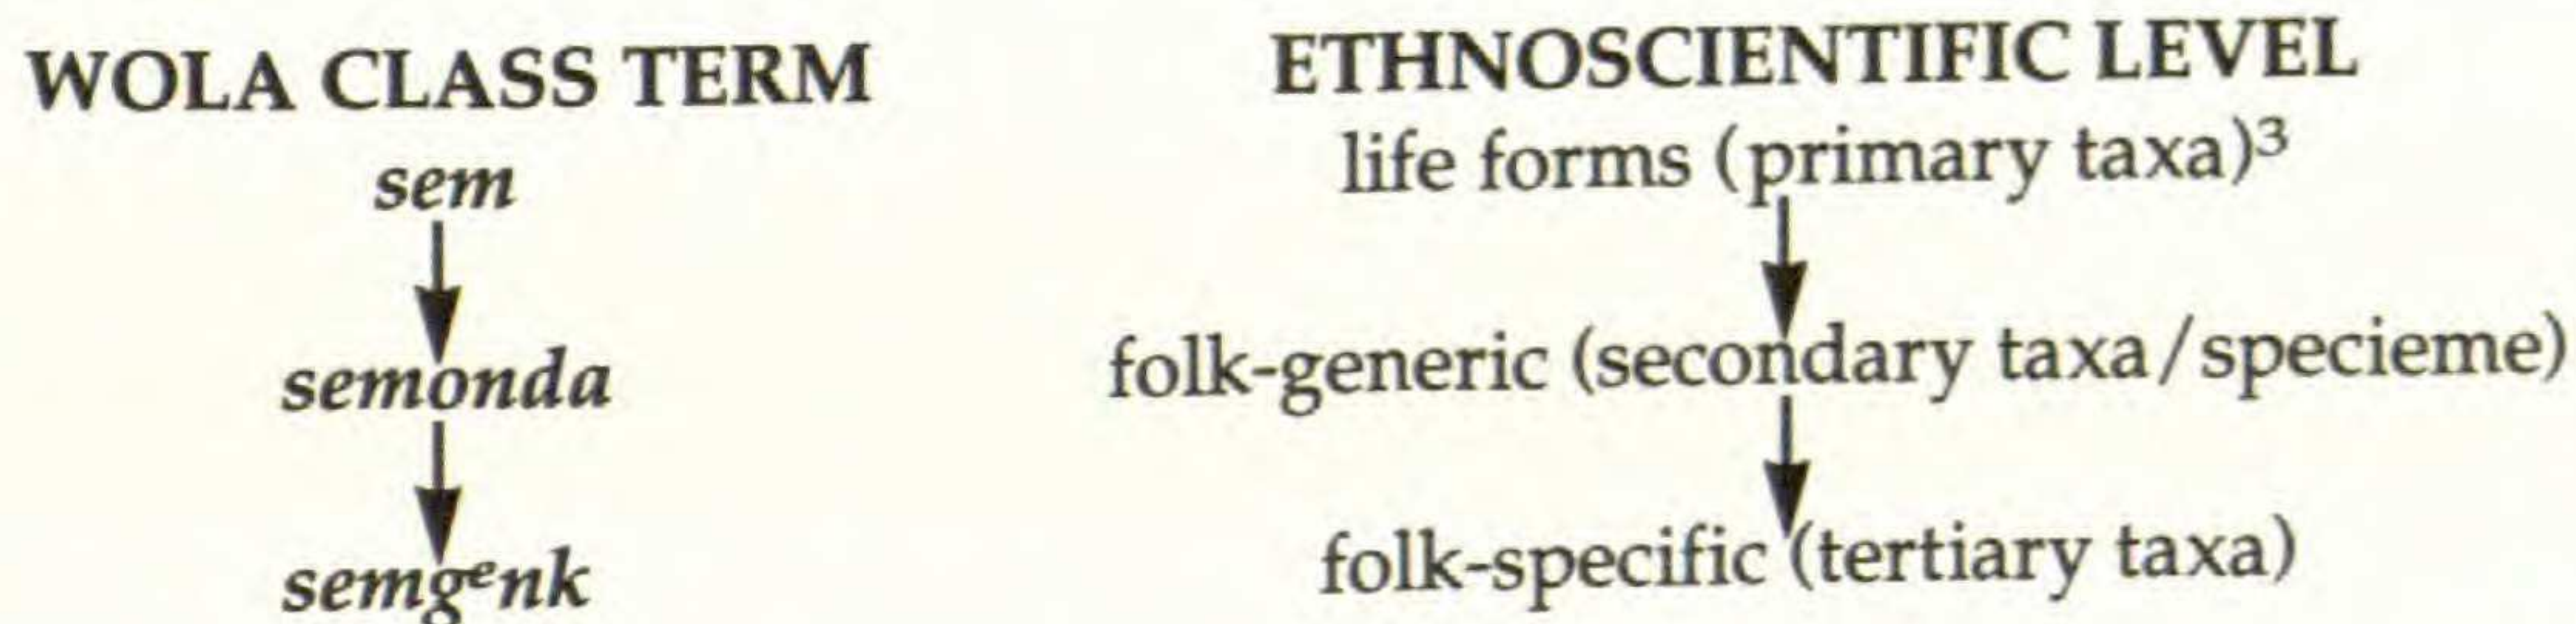 WOLA CLASS TERM ETHNOSCIENTIFIC LEVEL
sem life forms (primary taxa)³
semonda folk-generic (secondary taxa/specieme)
semgᵉnk folk-specific (tertiary taxa)